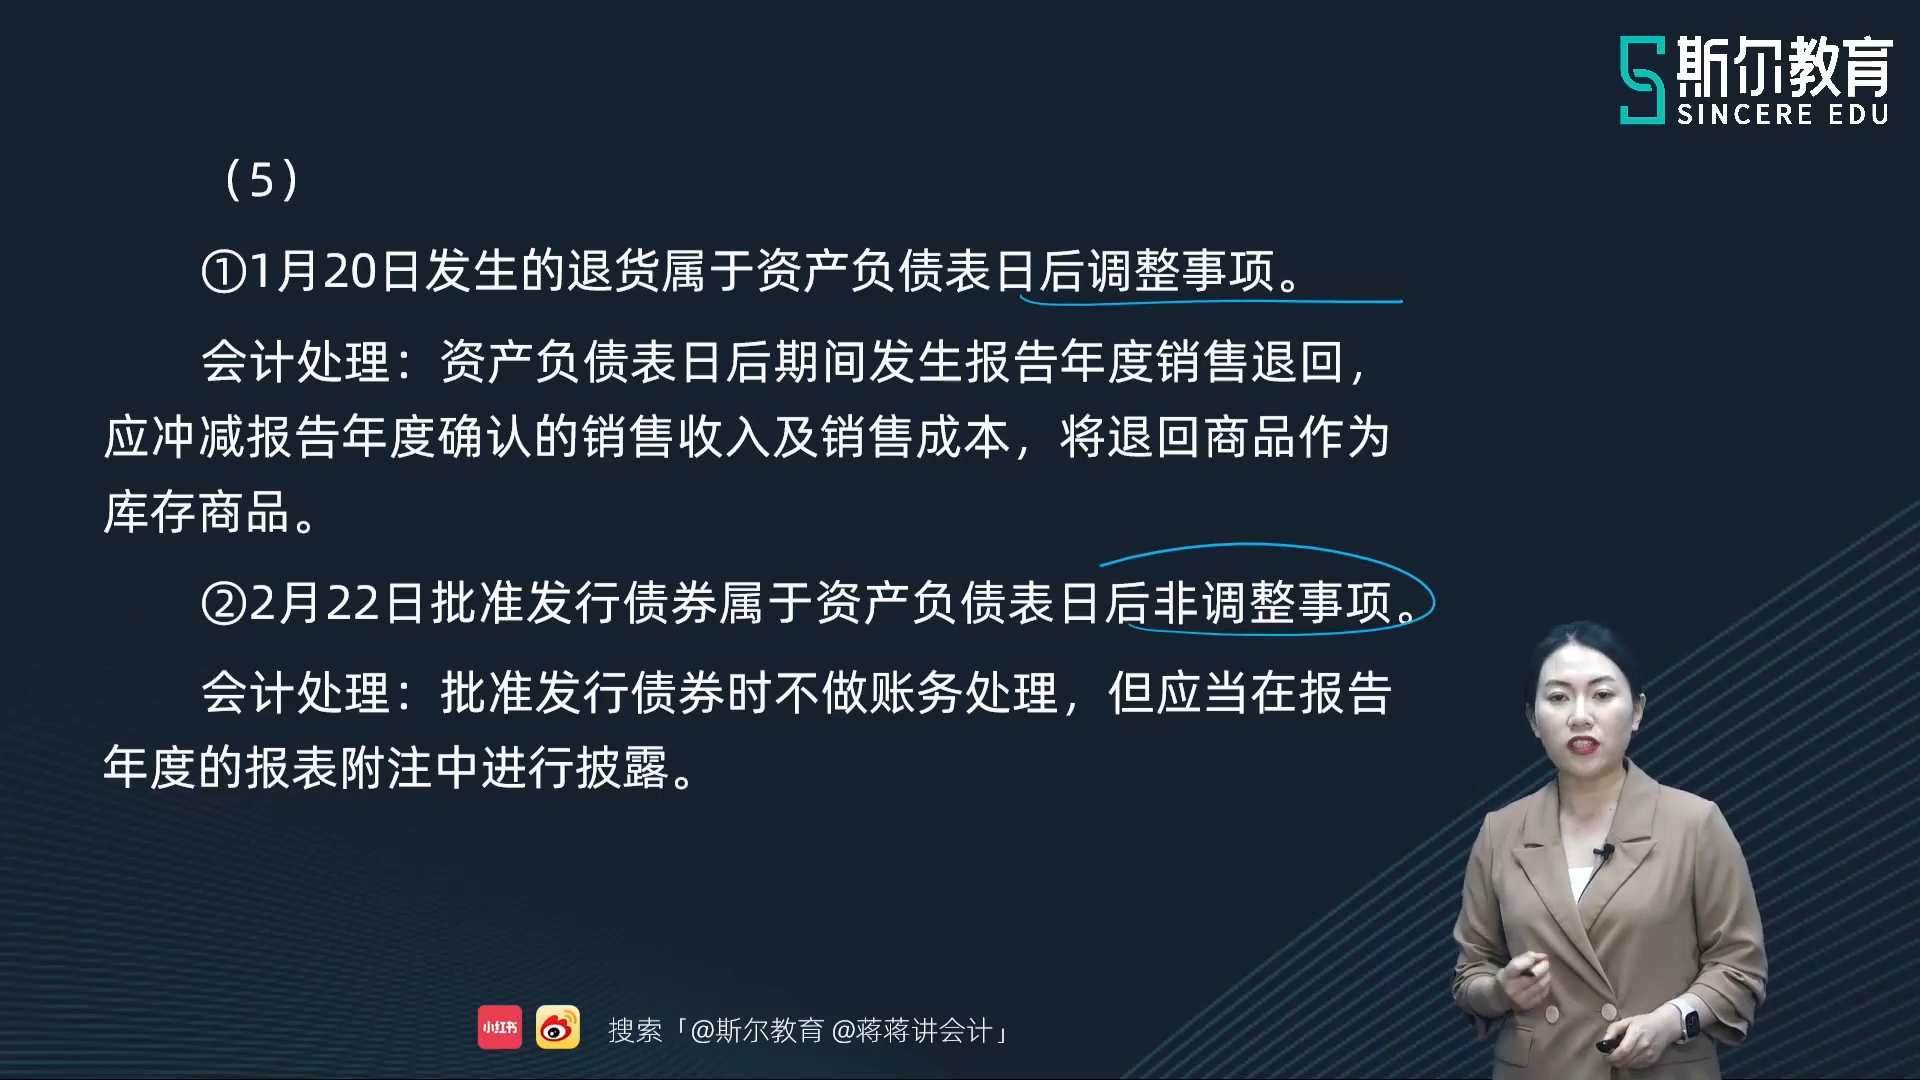 斯尔教育
SINCERE EDU
（5）
①1月20日发生的退货属于资产负债表日后调整事项。
会计处理：资产负债表日后期间发生报告年度销售退回，
应冲减报告年度确认的销售收入及销售成本，将退回商品作为
库存商品。
②2月22日批准发行债券属于资产负债表日后非调整事项。
会计处理：批准发行债券时不做账务处理，但应当在报告
年度的报表附注中进行披露。
小红书 搜索「@斯尔教育 @蒋蒋讲会计」